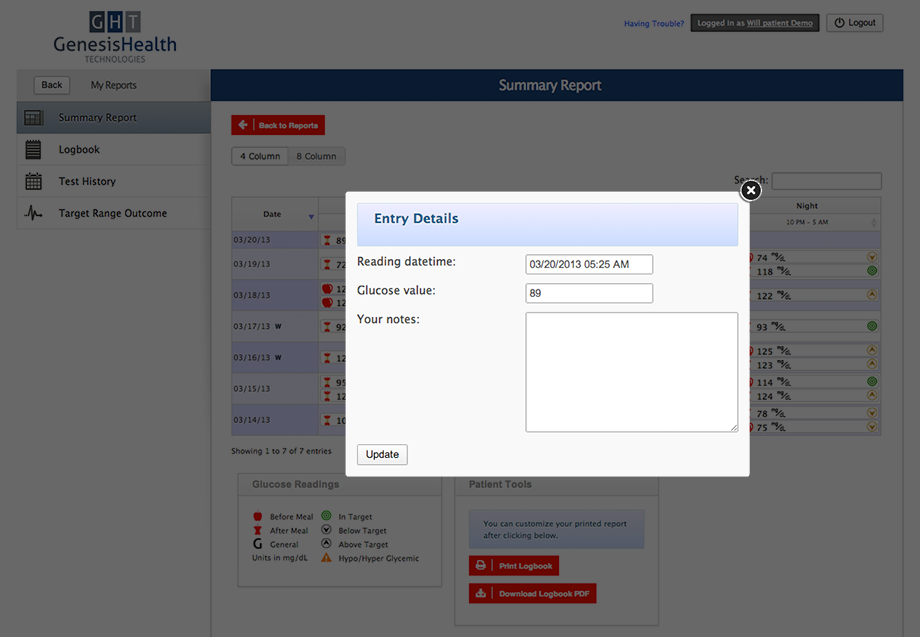 GHT
GenesisHealth
TECHNOLOGIES
Having Trouble?
Logged in as Will patient Demo
Logout
Back
My Reports
Summary Report
Summary Report
Logbook
Test History
Target Range Outcome
Back to Reports
4 Column
8 Column
Search:
Date
Night
10 PM - 5 AM
03/20/13
89
03/19/13
72
74 mg/dL
118 mg/dL
03/18/13
12
12
122 mg/dL
03/17/13 W
92
93 mg/dL
03/16/13 W
12
125 mg/dL
123 mg/dL
03/15/13
95
12
114 mg/dL
124 mg/dL
03/14/13
10
78 mg/dL
75 mg/dL
Showing 1 to 7 of 7 entries
Entry Details
Reading datetime:
03/20/2013 05:25 AM
Glucose value:
89
Your notes:
Update
Glucose Readings
Before Meal
In Target
After Meal
Below Target
G General
Above Target
Units in mg/dL
Hypo/Hyper Glycemic
Patient Tools
You can customize your printed report
after clicking below.
Print Logbook
Download Logbook PDF